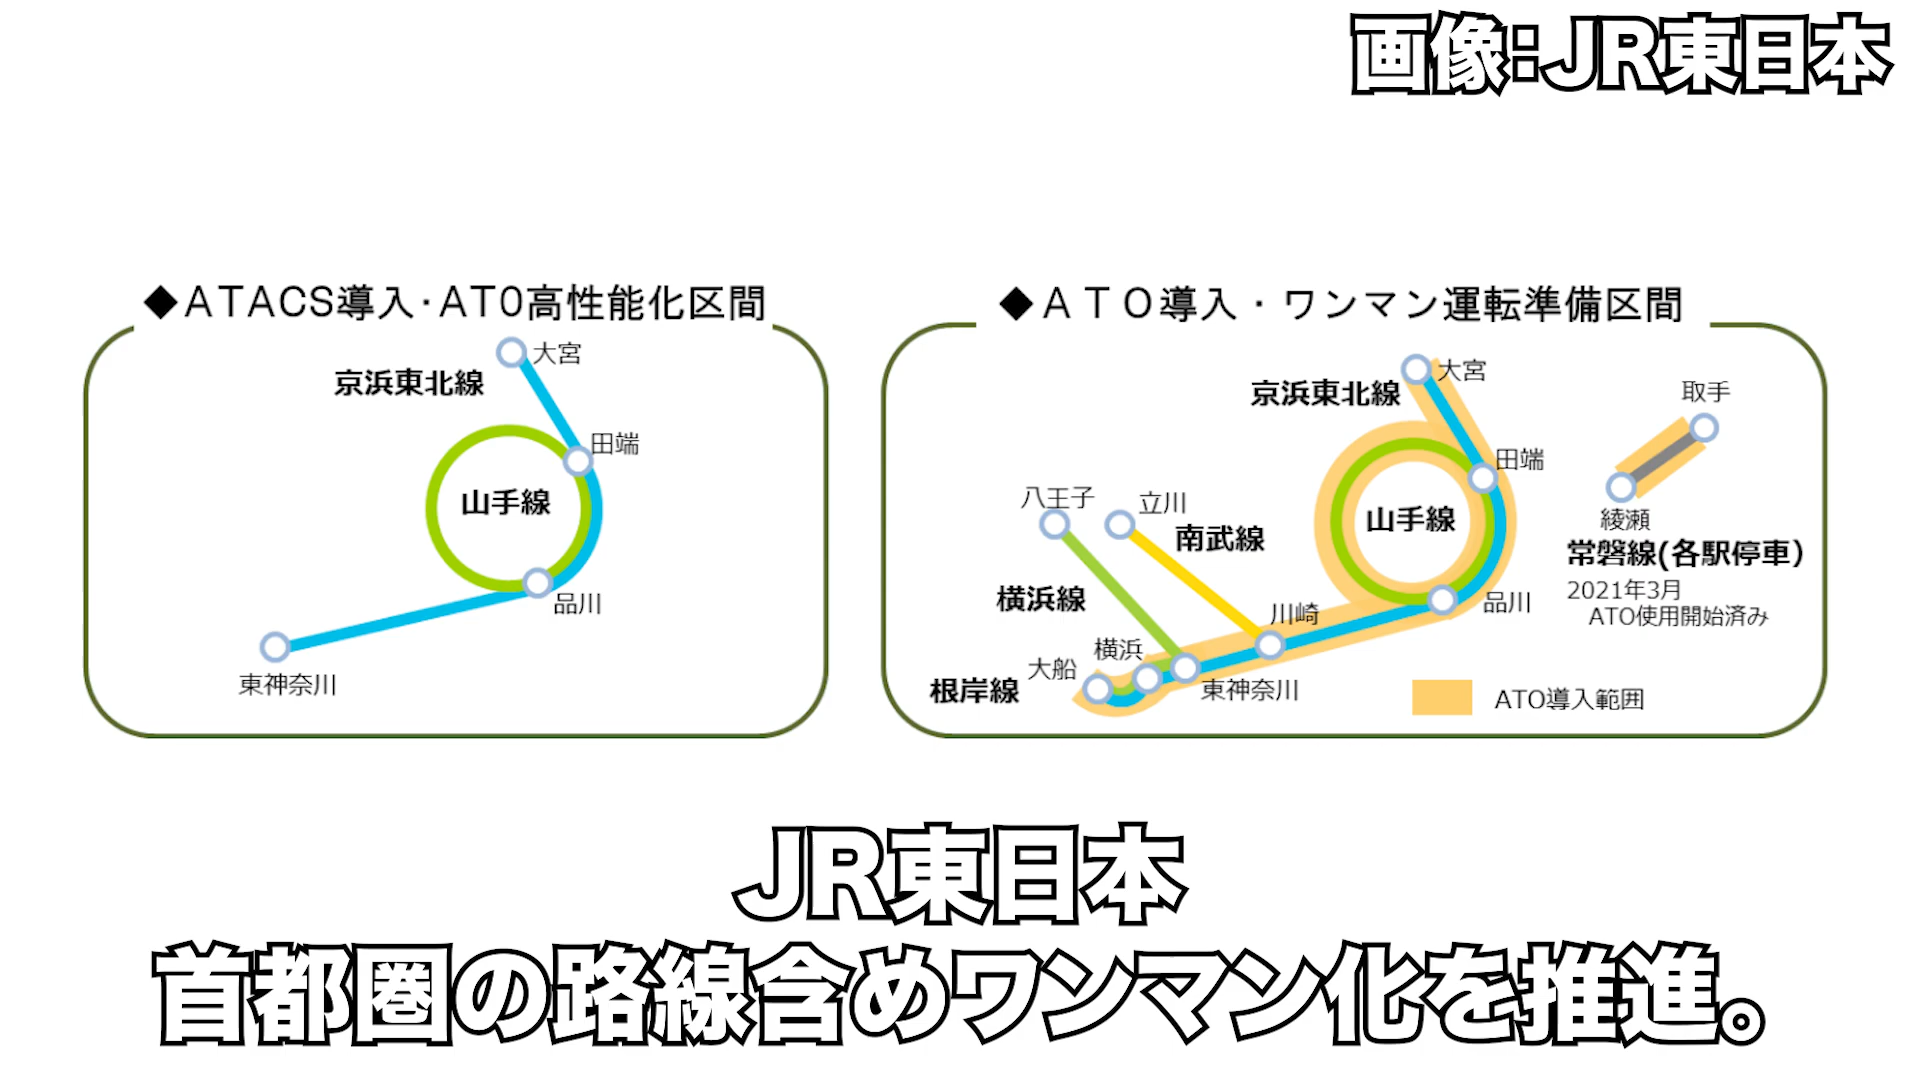 画像:JR東日本
◆ATACS導入・ATO高性能化区間
大宮
京浜東北線
田端
山手線
品川
東神奈川
◆ATO導入・ワンマン運転準備区間
大宮
京浜東北線
取手
田端
八王子
立川
綾瀬
山手線
南武線
常磐線(各駅停車)
2021年3月
ATO使用開始済み
横浜線
品川
川崎
横浜
大船
根岸線
東神奈川
ATO導入範囲
JR東日本
首都圏の路線含めワンマン化を推進。